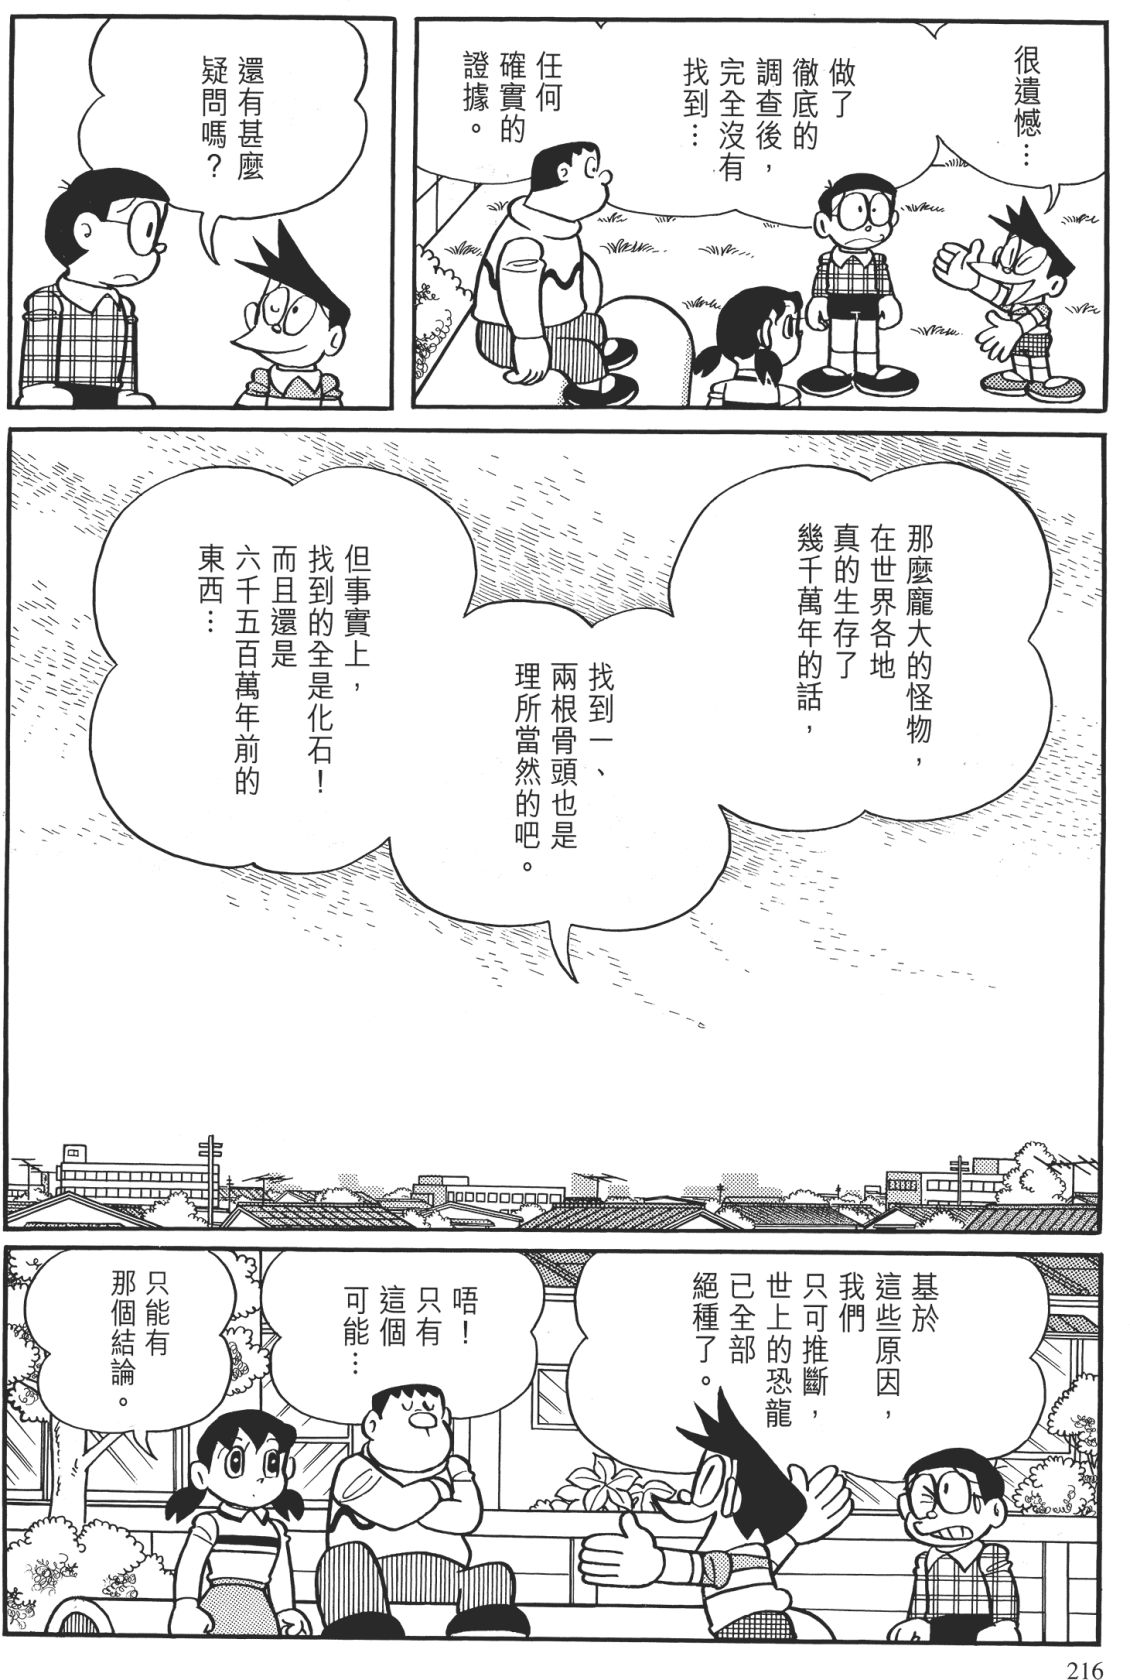 很遺憾…
做了
徹底的
調查後，
完全沒有
找到…
任何
確實的
證據。
還有甚麼
疑問嗎？
那麼龐大的怪物，
在世界各地
真的生存了
幾千萬年的話，
找到一、
兩根骨頭也是
理所當然的吧。
但事實上，
找到的全是化石！
而且還是
六千五百萬年前的
東西…
基於
這些原因，
我們
只可推斷，
世上的恐龍
已全部
絕種了。
唔！
只有
這個
可能…
只能有
那個結論。
216